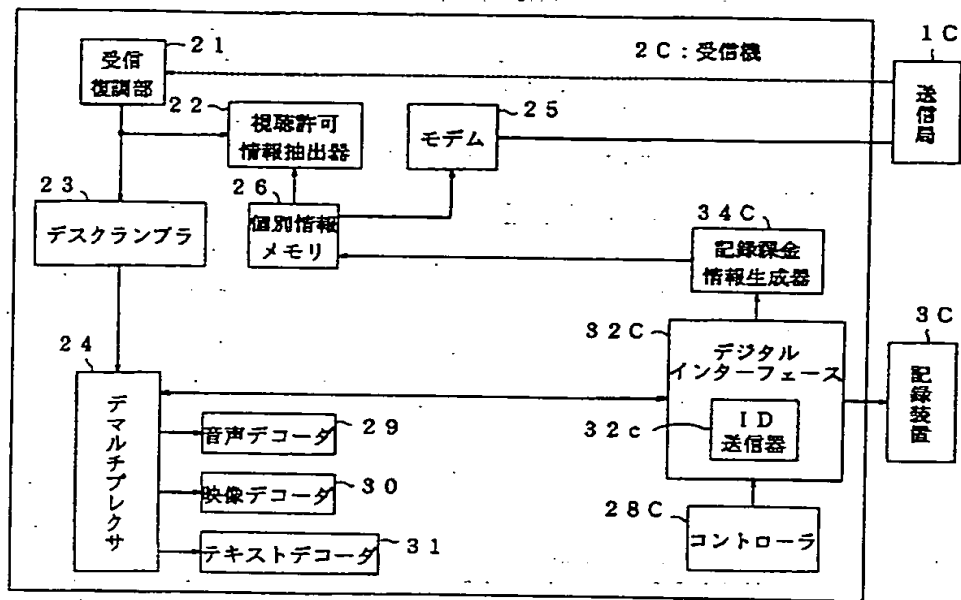 2C:受信機
21
受信
復調部
1C
送信局
22
視聴許可
情報抽出器
25
モデム
23
デスクランブラ
26
個別情報
メモリ
34C
記録課金
情報生成器
24
デマルチプレクサ
32C
デジタル
インターフェース
32c
ID
送信器
3C
記録装置
音声デコータ
29
映像デコータ
30
テキストデコータ
31
28C
コントローラ